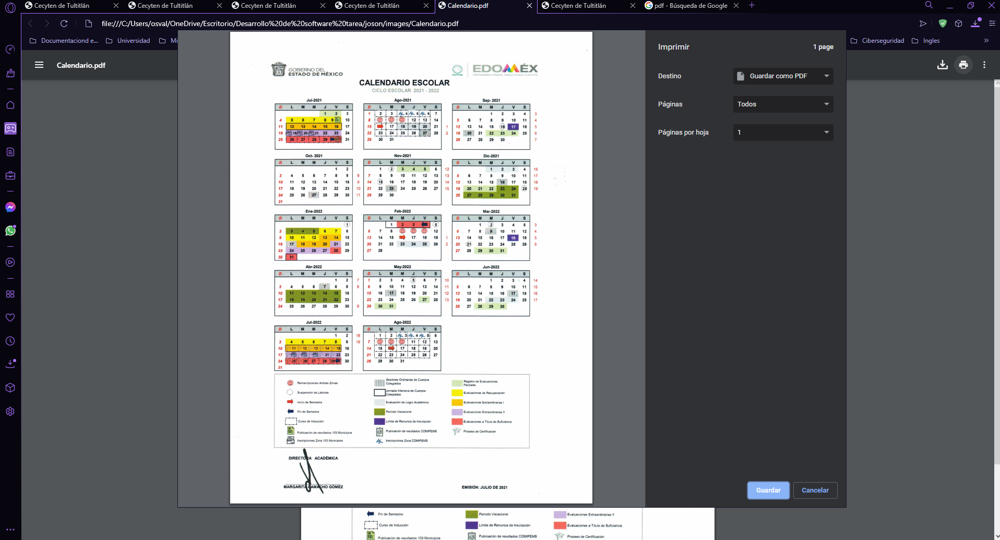 Cecyten de Tultitlán
Cecyten de Tultitlán
Cecyten de Tultitlán
Cecyten de Tultitlán
Calendario.pdf
Cecyten de Tultitlán
pdf - Búsqueda de Google
file:///C:/Users/osval/OneDrive/Escritorio/Desarrollo%20de%20software%20tarea/joson/images/Calendario.pdf
Documentaciond e...
Universidad
Mi
Ciberseguridad
Ingles
»
Calendario.pdf
GOBIERNO DEL
ESTADO DE MÉXICO
EDOMÉX
DECISIONES FIRMES, RESULTADOS FUERTES.
CALENDARIO ESCOLAR
CICLO ESCOLAR 2021 - 2022
Jul-2021
D L M M J V S
1 2 3
4 5 6 7 8 9 10
11 12 13 14 15 16 17
18 19 20 21 22 23 24
25 26 27 28 29 31
Ago-2021
D L M M J V S
1 2 3 4 5 6 7
8 12 13 14
15 17 18 19 20 21 1
22 23 24 25 26 27 28 2
29 30 31
Sep- 2021
D L M M J V S
1 2 3 4 3
5 6 7 8 9 10 11 4
12 13 14 15 16 17 18 5
19 20 21 22 23 24 25 6
26 27 28 29 30 7
Oct- 2021
D L M M J V S
1 2
3 4 5 6 7 8 9 8
10 11 12 13 14 15 16 9
17 18 19 20 21 22 23 10
24 25 26 27 28 29 30 11
31
Nov-2021
D L M M J V S
1 2 3 4 5 6 12
7 8 9 10 11 12 13 13
14 15 16 17 18 19 20 14
21 22 23 24 25 26 27 15
28 29 30
Dic-2021
D L M M J V S
1 2 3 4 16
5 6 7 8 9 10 11 17
12 13 14 15 16 17 18 18
19 20 21 22 23 24 25 19
26 27 28 29 30 31
Ene-2022
D L M M J V S
1
2 3 4 5 6 7 8
9 10 11 12 13 14 15
16 17 18 19 20 21 22
23 24 25 26 27 28 29
30 31
Feb-2022
D L M M J V S
1 2 3 5
6 7 8 12
13 14 15 17 18 19 1
20 21 22 23 24 25 26 2
27 28
Mar-2022
D L M M J V S
1 2 3 4 5 3
6 7 8 9 10 11 12 4
13 14 15 16 17 18 19 5
20 21 22 23 24 25 26 6
27 28 29 30 31
Abr-2022
D L M M J V S
1 2 7
3 4 5 6 7 8 9 8
10 11 12 13 14 15 16
17 18 19 20 21 22 23
24 25 26 27 28 29 30 9
May-2022
D L M M J V S
1 2 3 4 5 6 7 10
8 9 10 11 12 13 14 11
15 16 17 18 19 20 21 12
22 23 24 25 26 27 28 13
29 30 31
Jun-2022
D L M M J V S
1 2 3 4 14
5 6 7 8 9 10 11 15
12 13 14 15 16 17 18 16
19 20 21 22 23 24 25 17
26 27 28 29 30
Jul-2022
D L M M J V S
1 2 18
3 4 5 6 7 8 9 19
10 11 12 13 14 15 16
17 21 22 23
24 25 26 27 28 29 30
31
Ago-2022
D L M M J V S
1 2 3 4 5 6
7 11 12 13
14 15 17 18 19 20
21 22 23 24 25 26 27
28 29 30 31
Reinscripciones Ambas Zonas
Suspensión de Labores
Inicio de Semestre
Fin de Semestre
Curso de Inducción
Publicación de resultados 103 Municipios
Inscripciones Zona 103 Municipios
Sesiónes Ordinarias de Cuerpos
Colegiados
Jornada Intensiva de Cuerpos
Colegiados
Evaluación de Logro Académico
Periodo Vacacional
Límite de Renuncia de Inscripción
Publicación de resultados COMIPEMS
Inscripciones Zona COMIPEMS
Registro de Evaluaciones
Parciales
Evaluaciones de Recuperación
Evaluaciones Extraordinarias I
Evaluaciones Extraordinarias II
Evaluaciones a Título de Suficiencia
Proceso de Certificación
DIRECTORA ACADÉMICA
MARGARITA CAMACHO GÓMEZ
EMISIÓN: JULIO DE 2021
Imprimir
1 page
Destino
Guardar como PDF
Páginas
Todos
Páginas por hoja
1
Guardar
Cancelar
Fin de Semestre
Periodo Vacacional
Evaluaciones Extraordinarias II
Curso de Inducción
Límite de Renuncia de Inscripción
Evaluaciones a Título de Suficiencia
Publicación de resultados 103 Municipios
Publicación de resultados COMIPEMS
Proceso de Certificación